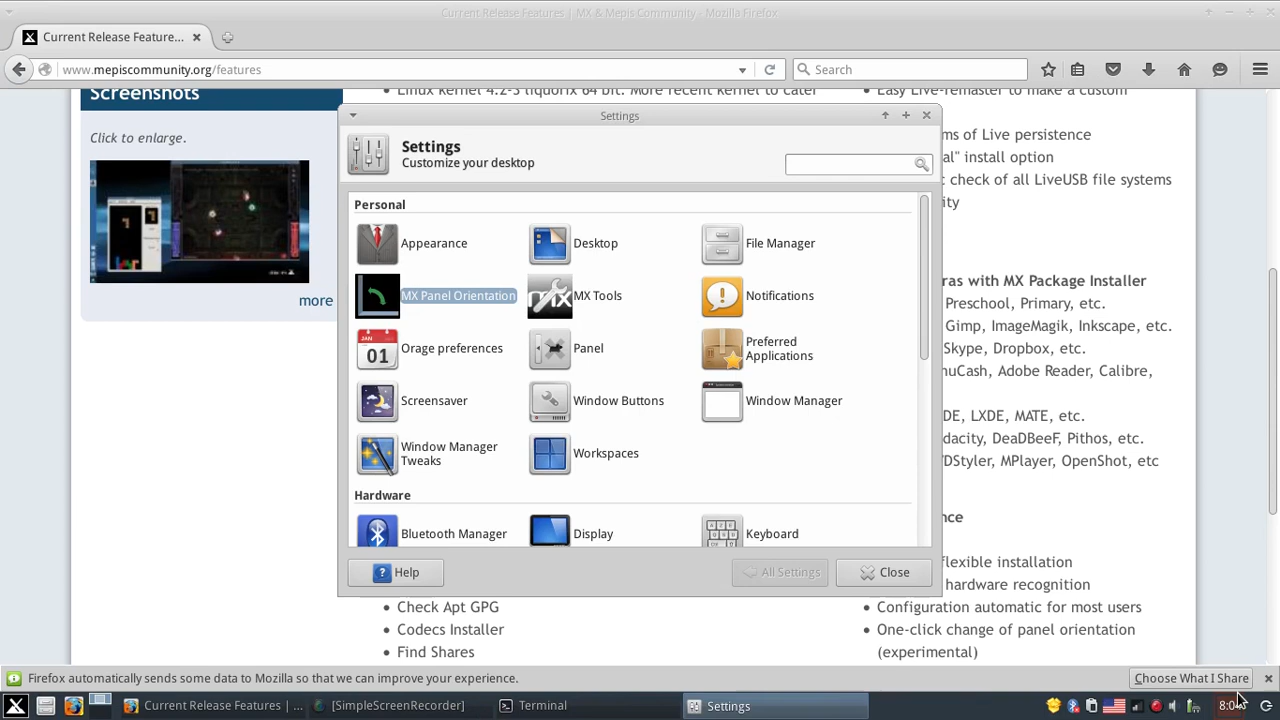 Current Release Features | MX & Mepis Community - Mozilla Firefox
Current Release Feature...
www.mepiscommunity.org/features
Search
Screenshots
Click to enlarge.
more
Linux kernel 4.2-3 liquorix 64 bit. More recent kernel to cater
Easy Live-remaster to make a custom
ms of Live persistence
al" install option
check of all LiveUSB file systems
ity
ras with MX Package Installer
Preschool, Primary, etc.
Gimp, ImageMagik, Inkscape, etc.
Skype, Dropbox, etc.
nuCash, Adobe Reader, Calibre,
DE, LXDE, MATE, etc.
dacity, DeaDBeeF, Pithos, etc.
DStyler, MPlayer, OpenShot, etc
nce
flexible installation
hardware recognition
Configuration automatic for most users
One-click change of panel orientation
(experimental)
Check Apt GPG
Codecs Installer
Find Shares
Settings
Settings
Customize your desktop
Personal
Appearance
Desktop
File Manager
MX Panel Orientation
MX Tools
Notifications
JAN
01
Orage preferences
Panel
Preferred
Applications
Screensaver
Window Buttons
Window Manager
Window Manager
Tweaks
Workspaces
Hardware
Bluetooth Manager
Display
Keyboard
Help
All Settings
Close
Firefox automatically sends some data to Mozilla so that we can improve your experience.
Choose What I Share
Current Release Features | ...
[SimpleScreenRecorder]
Terminal
Settings